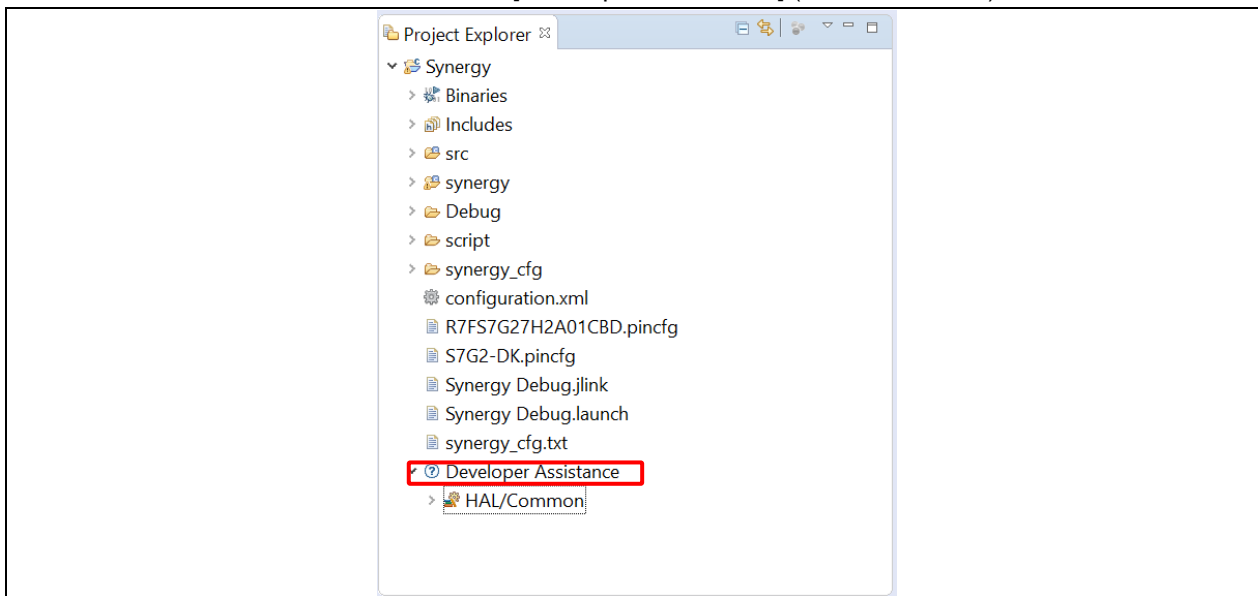 Project Explorer
Synergy
Binaries
Includes
src
synergy
Debug
script
synergy_cfg
configuration.xml
R7FS7G27H2A01CBD.pincfg
S7G2-DK.pincfg
Synergy Debug.jlink
Synergy Debug.launch
synergy_cfg.txt
Developer Assistance
HAL/Common